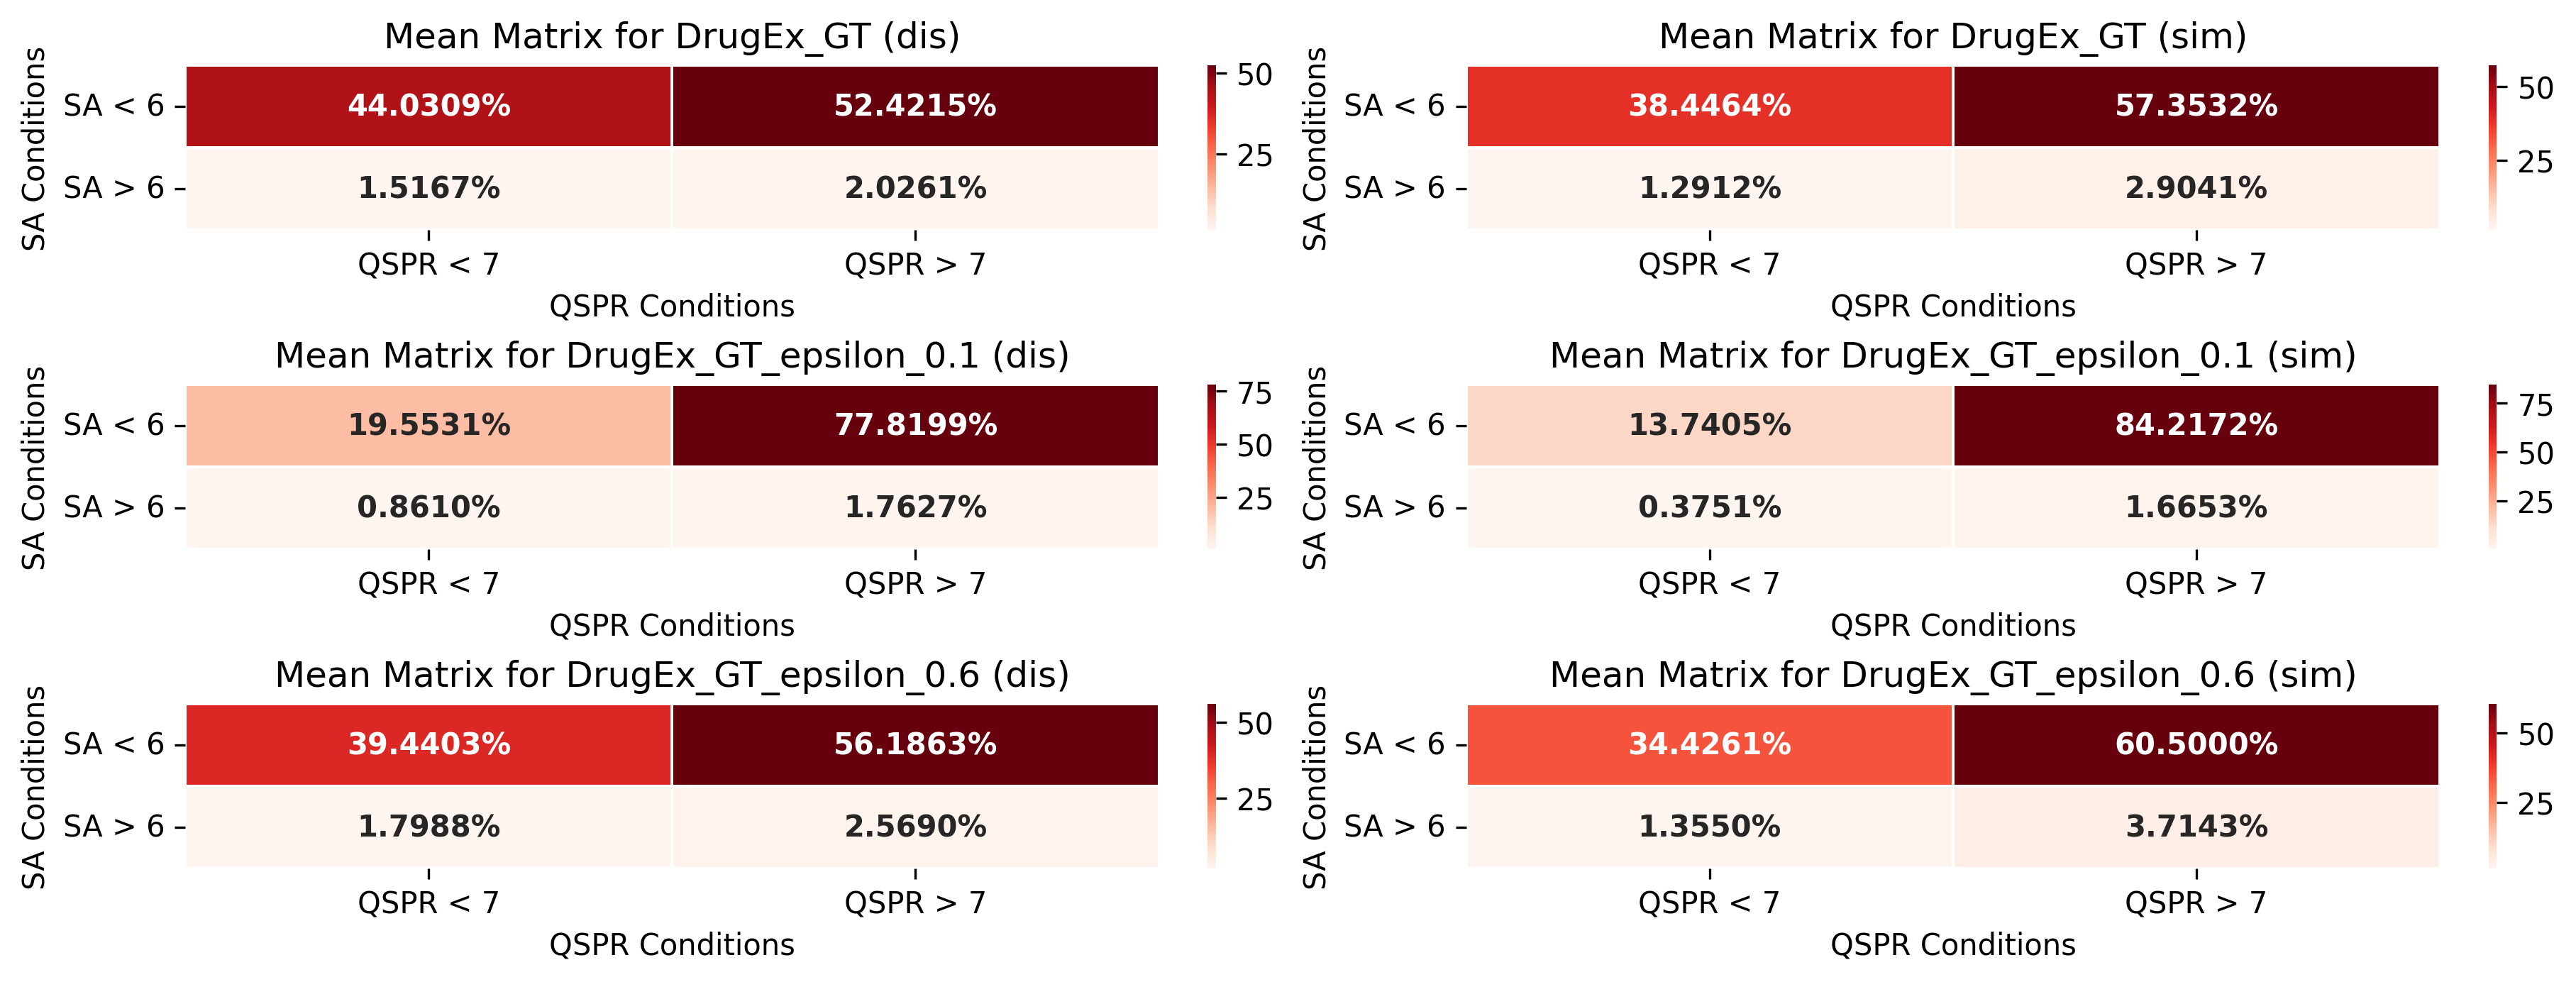 Mean Matrix for DrugEx_GT (dis)
SA Conditions
SA < 6
44.0309%
52.4215%
SA > 6
1.5167%
2.0261%
QSPR < 7
QSPR > 7
QSPR Conditions
50
25
Mean Matrix for DrugEx_GT (sim)
SA Conditions
SA < 6
38.4464%
57.3532%
SA > 6
1.2912%
2.9041%
QSPR < 7
QSPR > 7
QSPR Conditions
50
25
Mean Matrix for DrugEx_GT_epsilon_0.1 (dis)
SA Conditions
SA < 6
19.5531%
77.8199%
SA > 6
0.8610%
1.7627%
QSPR < 7
QSPR > 7
QSPR Conditions
75
50
25
Mean Matrix for DrugEx_GT_epsilon_0.1 (sim)
SA Conditions
SA < 6
13.7405%
84.2172%
SA > 6
0.3751%
1.6653%
QSPR < 7
QSPR > 7
QSPR Conditions
75
50
25
Mean Matrix for DrugEx_GT_epsilon_0.6 (dis)
SA Conditions
SA < 6
39.4403%
56.1863%
SA > 6
1.7988%
2.5690%
QSPR < 7
QSPR > 7
QSPR Conditions
50
25
Mean Matrix for DrugEx_GT_epsilon_0.6 (sim)
SA Conditions
SA < 6
34.4261%
60.5000%
SA > 6
1.3550%
3.7143%
QSPR < 7
QSPR > 7
QSPR Conditions
50
25